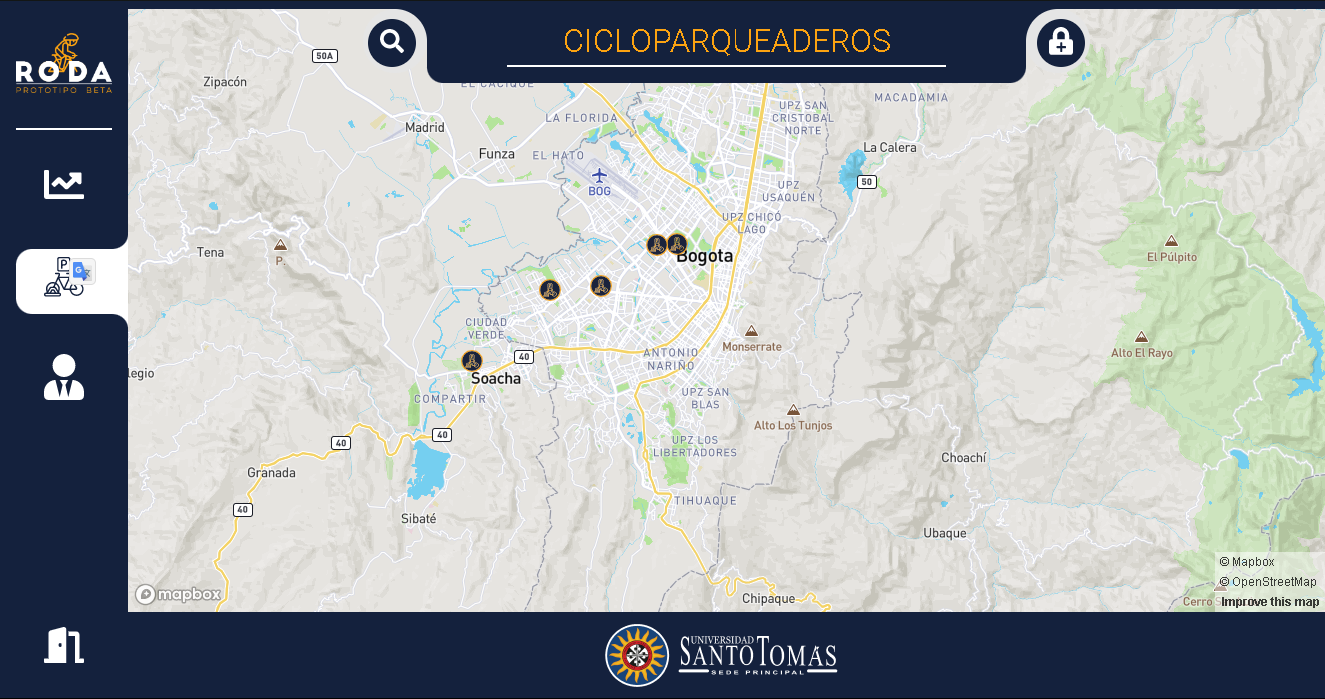 RODA
PROTOTIPO BETA
CICLOPARQUEADEROS
50A
Zipacón
EL CACIQUE
MACADAMIA
UPZ SAN
CRISTOBAL
NORTE
LA FLORIDA
Madrid
Funza
EL HATO
La Calera
BOG
50
UPZ
USAQUÉN
UPZ CHICÓ
LAGO
Tena
P.
Bogota
El Púlpito
P
G
CIUDAD
VERDE
40
Monserrate
ANTONIO
NARIÑO
Alto El Rayo
legio
Soacha
COMPARTIR
UPZ SAN
BLAS
Alto Los Tunjos
40
40
UPZ LOS
LIBERTADORES
Choachí
Granada
TIHUAQUE
40
Sibaté
Ubaque
© Mapbox
© OpenStreetMap
Improve this map
Cerro S
Chipaque
mapbox
UNIVERSIDAD
SANTO TOMAS
SEDE PRINCIPAL